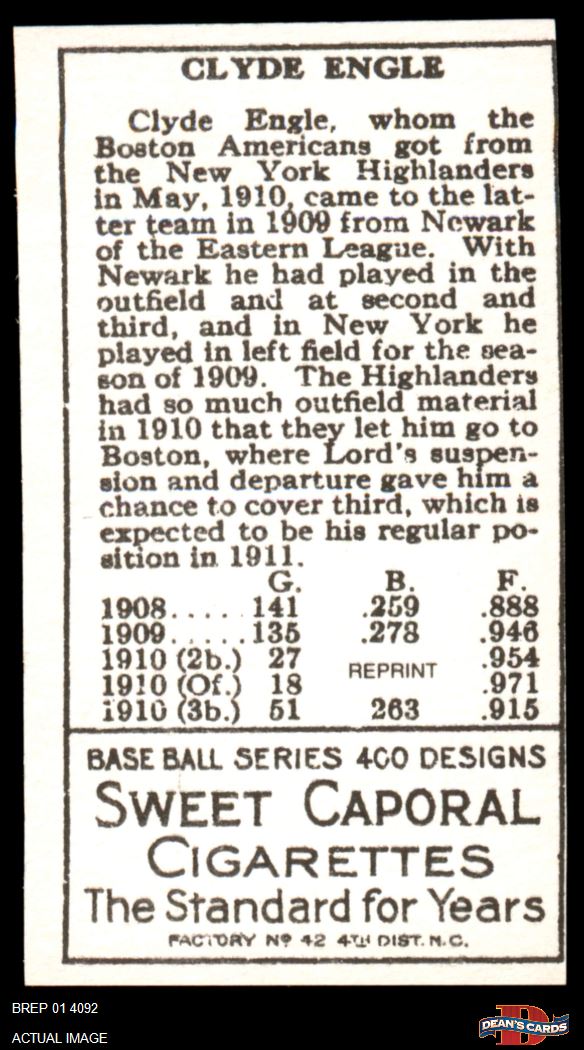 CLYDE ENGLE
Clyde Engle, whom the
Boston Americans got from
the New York Highlanders
in May, 1910, came to the lat-
ter team in 1909 from Newark
of the Eastern League. With
Newark he had played in the
outfield and at second and
third, and in New York he
played in left field for the sea-
son of 1909. The Highlanders
had so much outfield material
in 1910 that they let him go to
Boston, where Lord's suspen-
sion and departure gave him a
chance to cover third, which is
expected to be his regular po-
sition in 1911.
G. B. F.
1908..... 141 .259 .888
1909..... 135 .278 .946
1910 (2b.) 27 .954
REPRINT
1910 (Of.) 18 .971
1910 (3b.) 51 263 .915
BASE BALL SERIES 400 DESIGNS
SWEET CAPORAL
CIGARETTES
The Standard for Years
FACTORY Nº 42 4TH DIST. N.C.
BREP 01 4092
ACTUAL IMAGE
D
DEAN'S CARDS